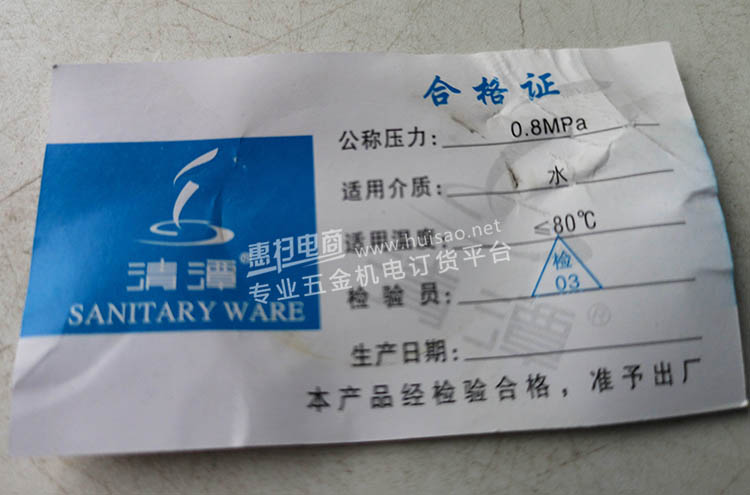 合格证
公称压力: 0.8MPa
适用介质: 水
适用温度: ≤80℃
检验员: 检 03
生产日期:
本产品经检验合格，准予出厂
清潭®
SANITARY WARE
惠扫电商 www.huisao.net
专业五金机电订货平台
潭®